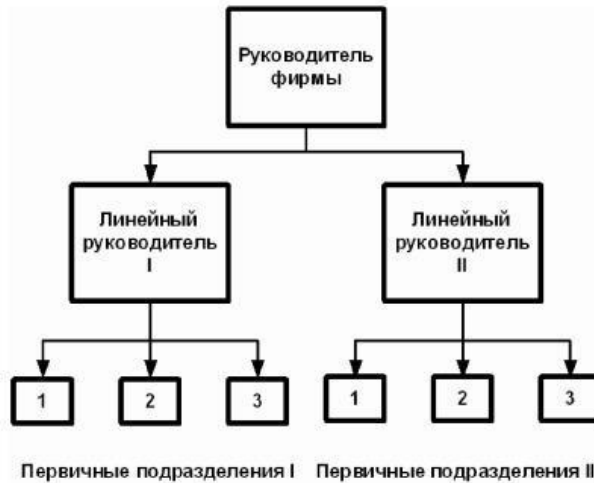 Руководитель
фирмы
Линейный
руководитель
I
Линейный
руководитель
II
1
2
3
1
2
3
Первичные подразделения I
Первичные подразделения II